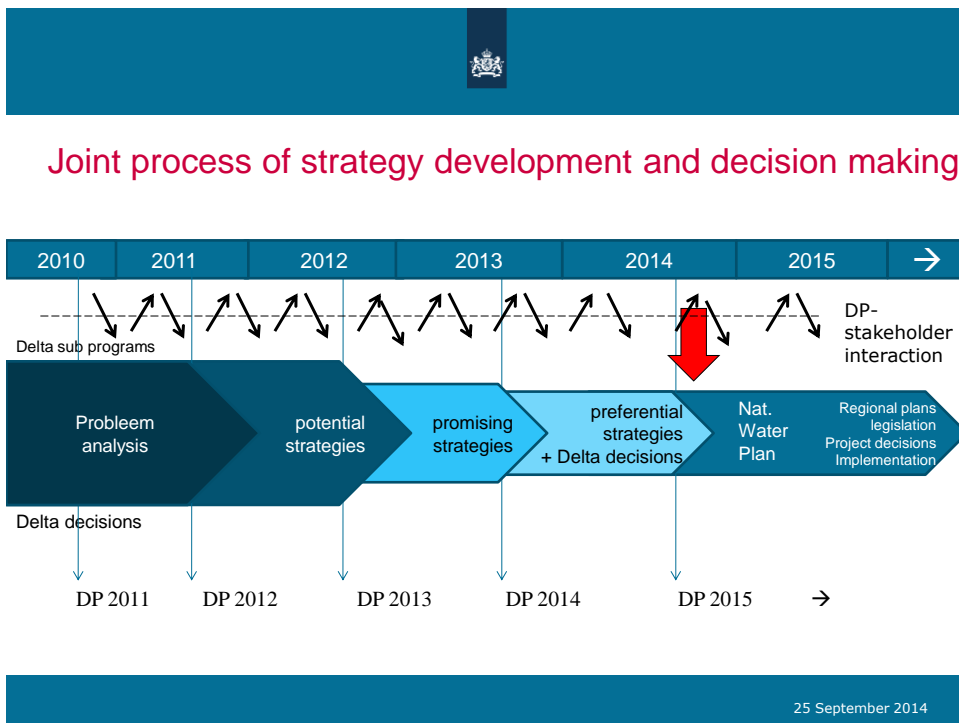 Joint process of strategy development and decision making
2010 2011 2012 2013 2014 2015 →
DP-
stakeholder
interaction
Delta sub programs
Probleem
analysis
potential
strategies
promising
strategies
preferential
strategies
+ Delta decisions
Nat.
Water
Plan
Regional plans
legislation
Project decisions
Implementation
Delta decisions
DP 2011 DP 2012 DP 2013 DP 2014 DP 2015 →
25 September 2014